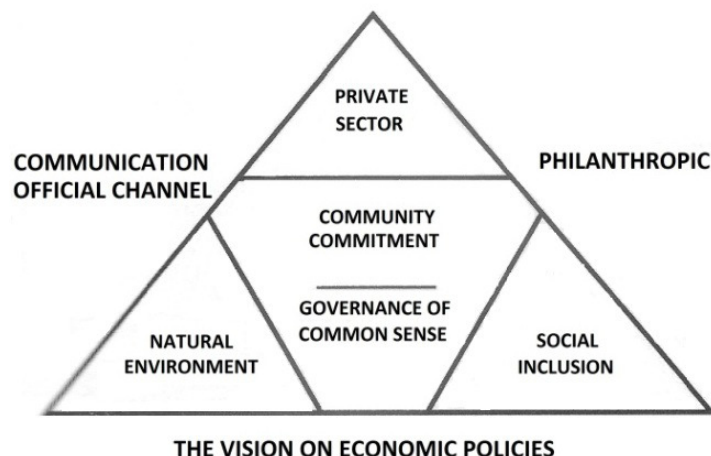 PRIVATE
SECTOR
COMMUNICATION
OFFICIAL CHANNEL
PHILANTHROPIC
COMMUNITY
COMMITMENT
GOVERNANCE OF
COMMON SENSE
NATURAL
ENVIRONMENT
SOCIAL
INCLUSION
THE VISION ON ECONOMIC POLICIES